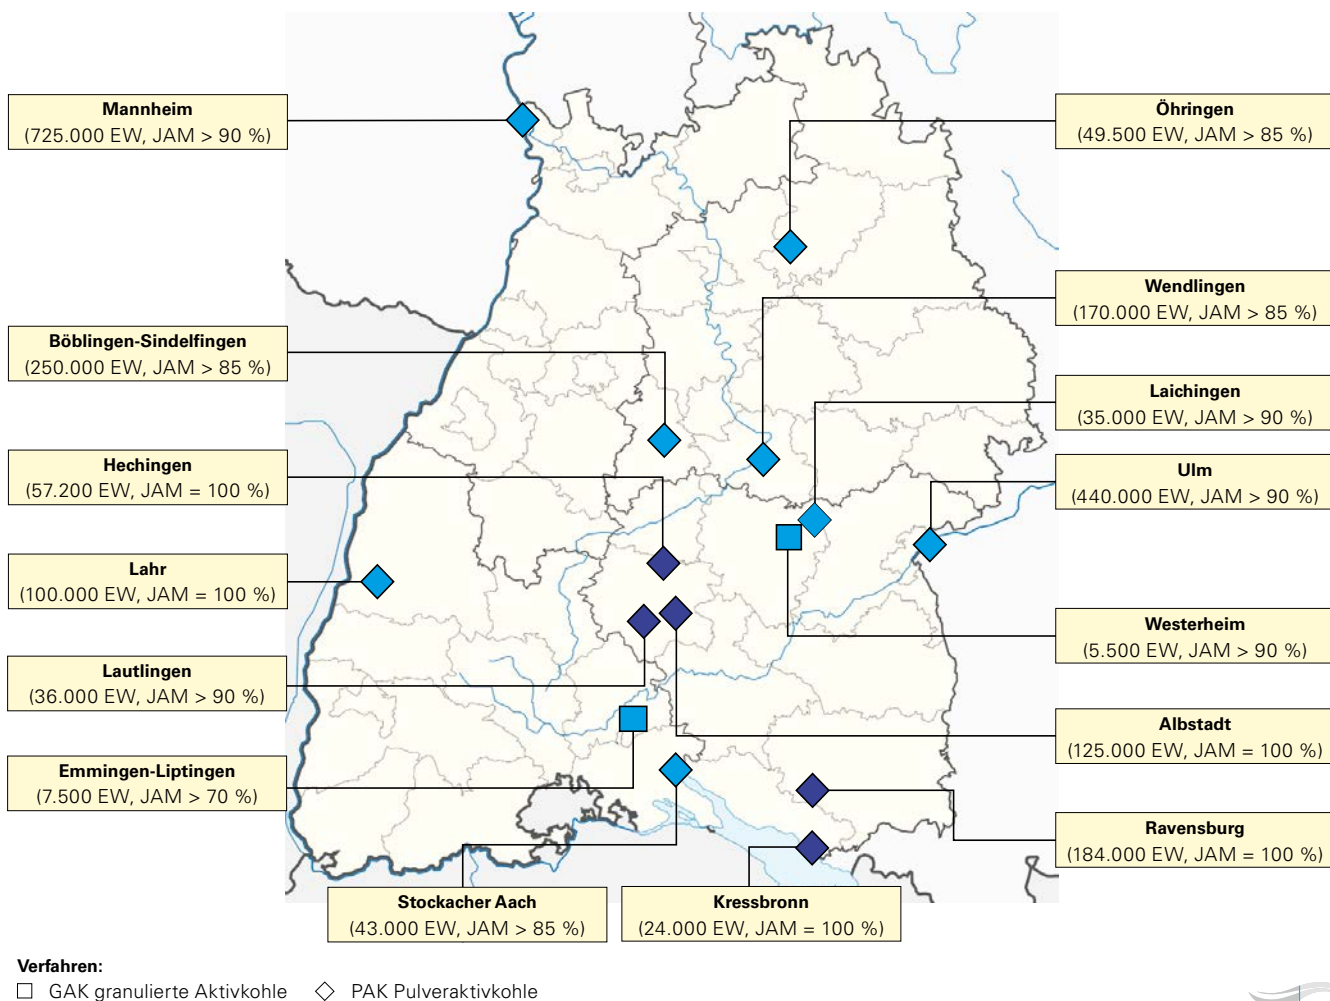 Mannheim
(725.000 EW, JAM > 90 %)
Öhringen
(49.500 EW, JAM > 85 %)
Wendlingen
(170.000 EW, JAM > 85 %)
Böblingen-Sindelfingen
(250.000 EW, JAM > 85 %)
Laichingen
(35.000 EW, JAM > 90 %)
Hechingen
(57.200 EW, JAM = 100 %)
Ulm
(440.000 EW, JAM > 90 %)
Lahr
(100.000 EW, JAM = 100 %)
Westerheim
(5.500 EW, JAM > 90 %)
Lautlingen
(36.000 EW, JAM > 90 %)
Albstadt
(125.000 EW, JAM = 100 %)
Emmingen-Liptingen
(7.500 EW, JAM > 70 %)
Ravensburg
(184.000 EW, JAM = 100 %)
Stockacher Aach
(43.000 EW, JAM > 85 %)
Kressbronn
(24.000 EW, JAM = 100 %)
Verfahren:
GAK granulierte Aktivkohle PAK Pulveraktivkohle